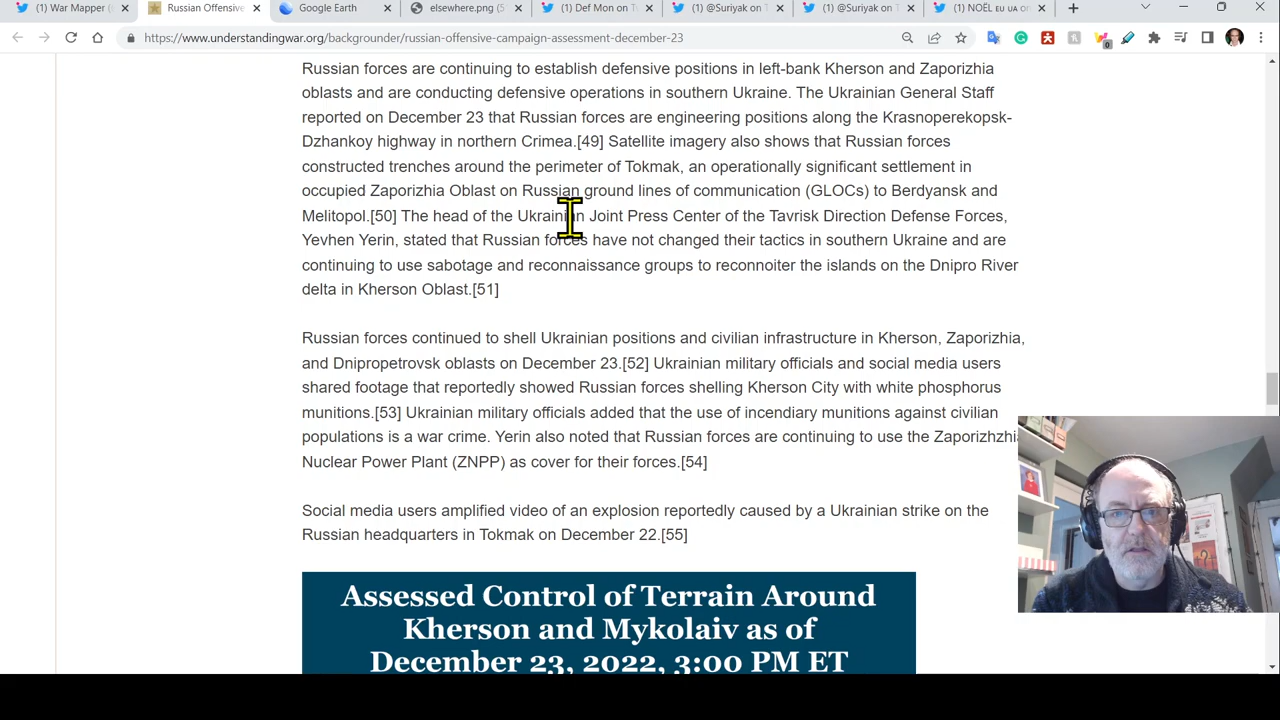 (1) War Mapper (
Russian Offensive
Google Earth
elsewhere.png (5
(1) Def Mon on T
(1) @Suriyak on T
(1) @Suriyak on T
(1) NOËL EU UA on
https://www.understandingwar.org/backgrounder/russian-offensive-campaign-assessment-december-23
Russian forces are continuing to establish defensive positions in left-bank Kherson and Zaporizhia
oblasts and are conducting defensive operations in southern Ukraine. The Ukrainian General Staff
reported on December 23 that Russian forces are engineering positions along the Krasnoperekopsk-
Dzhankoy highway in northern Crimea.[49] Satellite imagery also shows that Russian forces
constructed trenches around the perimeter of Tokmak, an operationally significant settlement in
occupied Zaporizhia Oblast on Russian ground lines of communication (GLOCs) to Berdyansk and
Melitopol.[50] The head of the Ukrainian Joint Press Center of the Tavrisk Direction Defense Forces,
Yevhen Yerin, stated that Russian forces have not changed their tactics in southern Ukraine and are
continuing to use sabotage and reconnaissance groups to reconnoiter the islands on the Dnipro River
delta in Kherson Oblast.[51]
Russian forces continued to shell Ukrainian positions and civilian infrastructure in Kherson, Zaporizhia,
and Dnipropetrovsk oblasts on December 23.[52] Ukrainian military officials and social media users
shared footage that reportedly showed Russian forces shelling Kherson City with white phosphorus
munitions.[53] Ukrainian military officials added that the use of incendiary munitions against civilian
populations is a war crime. Yerin also noted that Russian forces are continuing to use the Zaporizhzhia
Nuclear Power Plant (ZNPP) as cover for their forces.[54]
Social media users amplified video of an explosion reportedly caused by a Ukrainian strike on the
Russian headquarters in Tokmak on December 22.[55]
Assessed Control of Terrain Around
Kherson and Mykolaiv as of
December 23, 2022, 3:00 PM ET